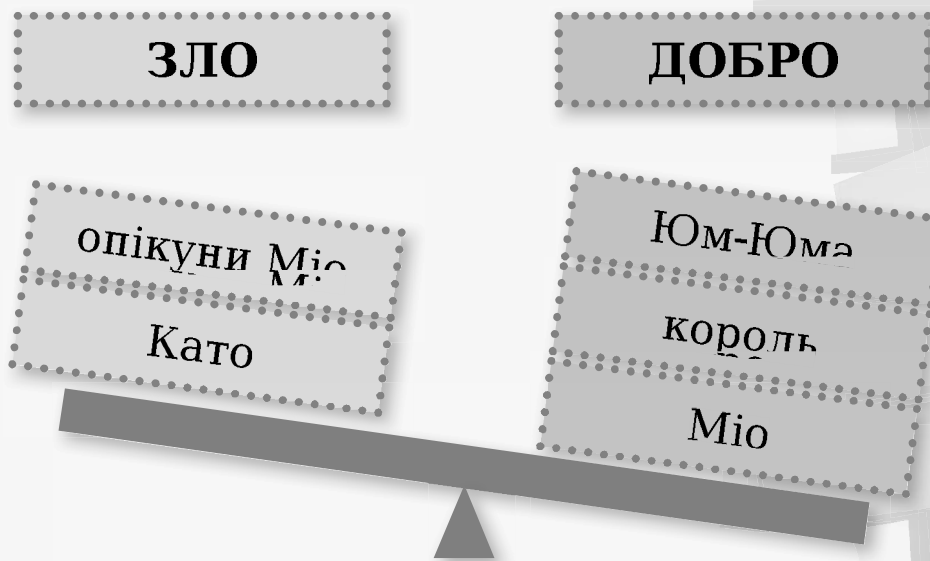 ЗЛО
ДОБРО
опікуни Міо
Като
Юм-Юма
король
Міо